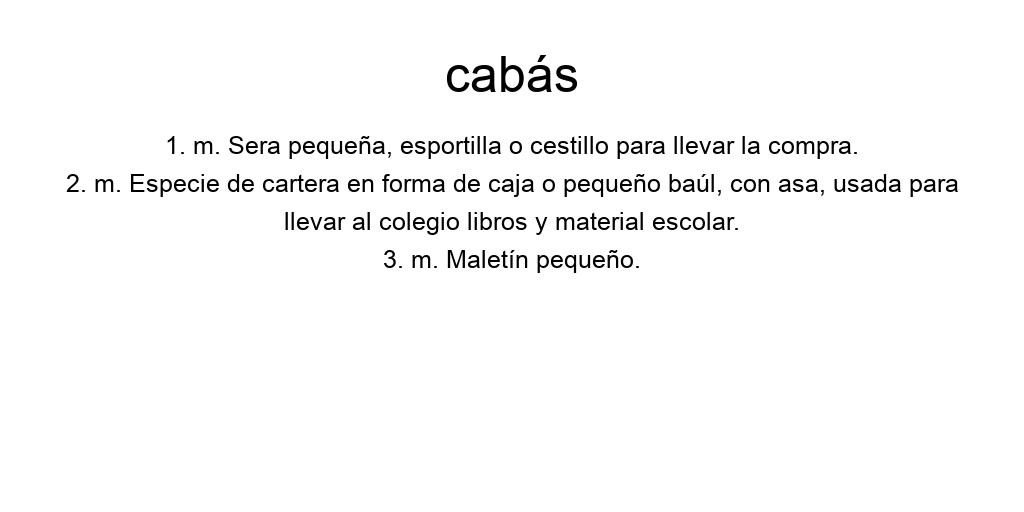 cabás
1. m. Sera pequeña, esportilla o cestillo para llevar la compra.
2. m. Especie de cartera en forma de caja o pequeño baúl, con asa, usada para
llevar al colegio libros y material escolar.
3. m. Maletín pequeño.